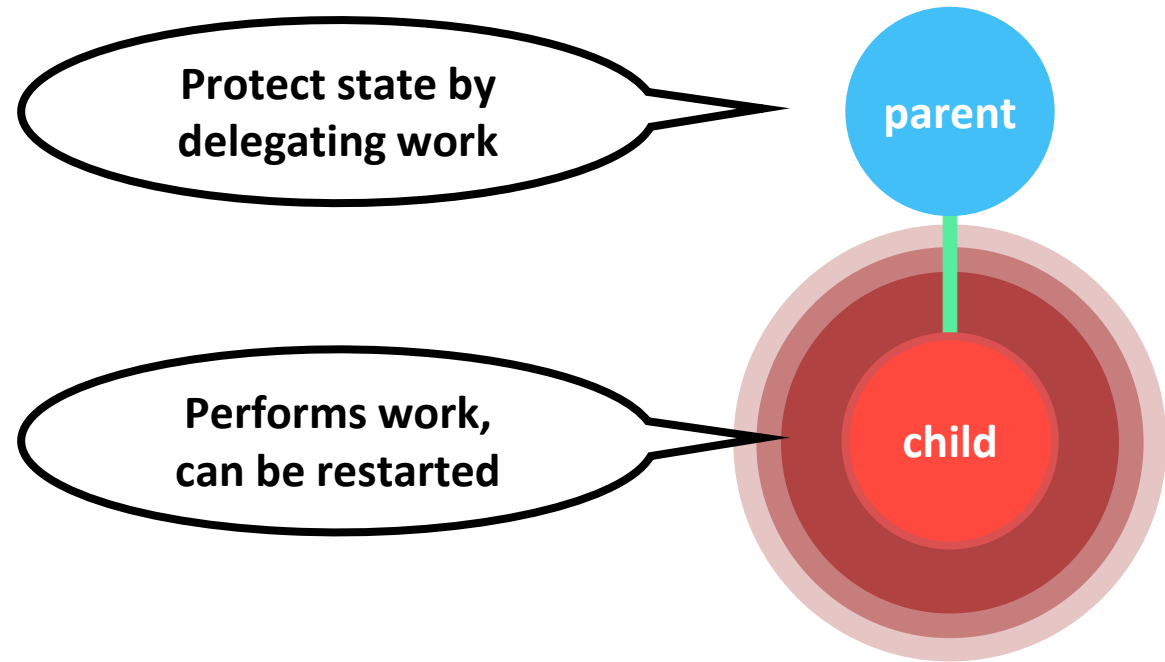 Protect state by
delegating work
parent
Performs work,
can be restarted
child